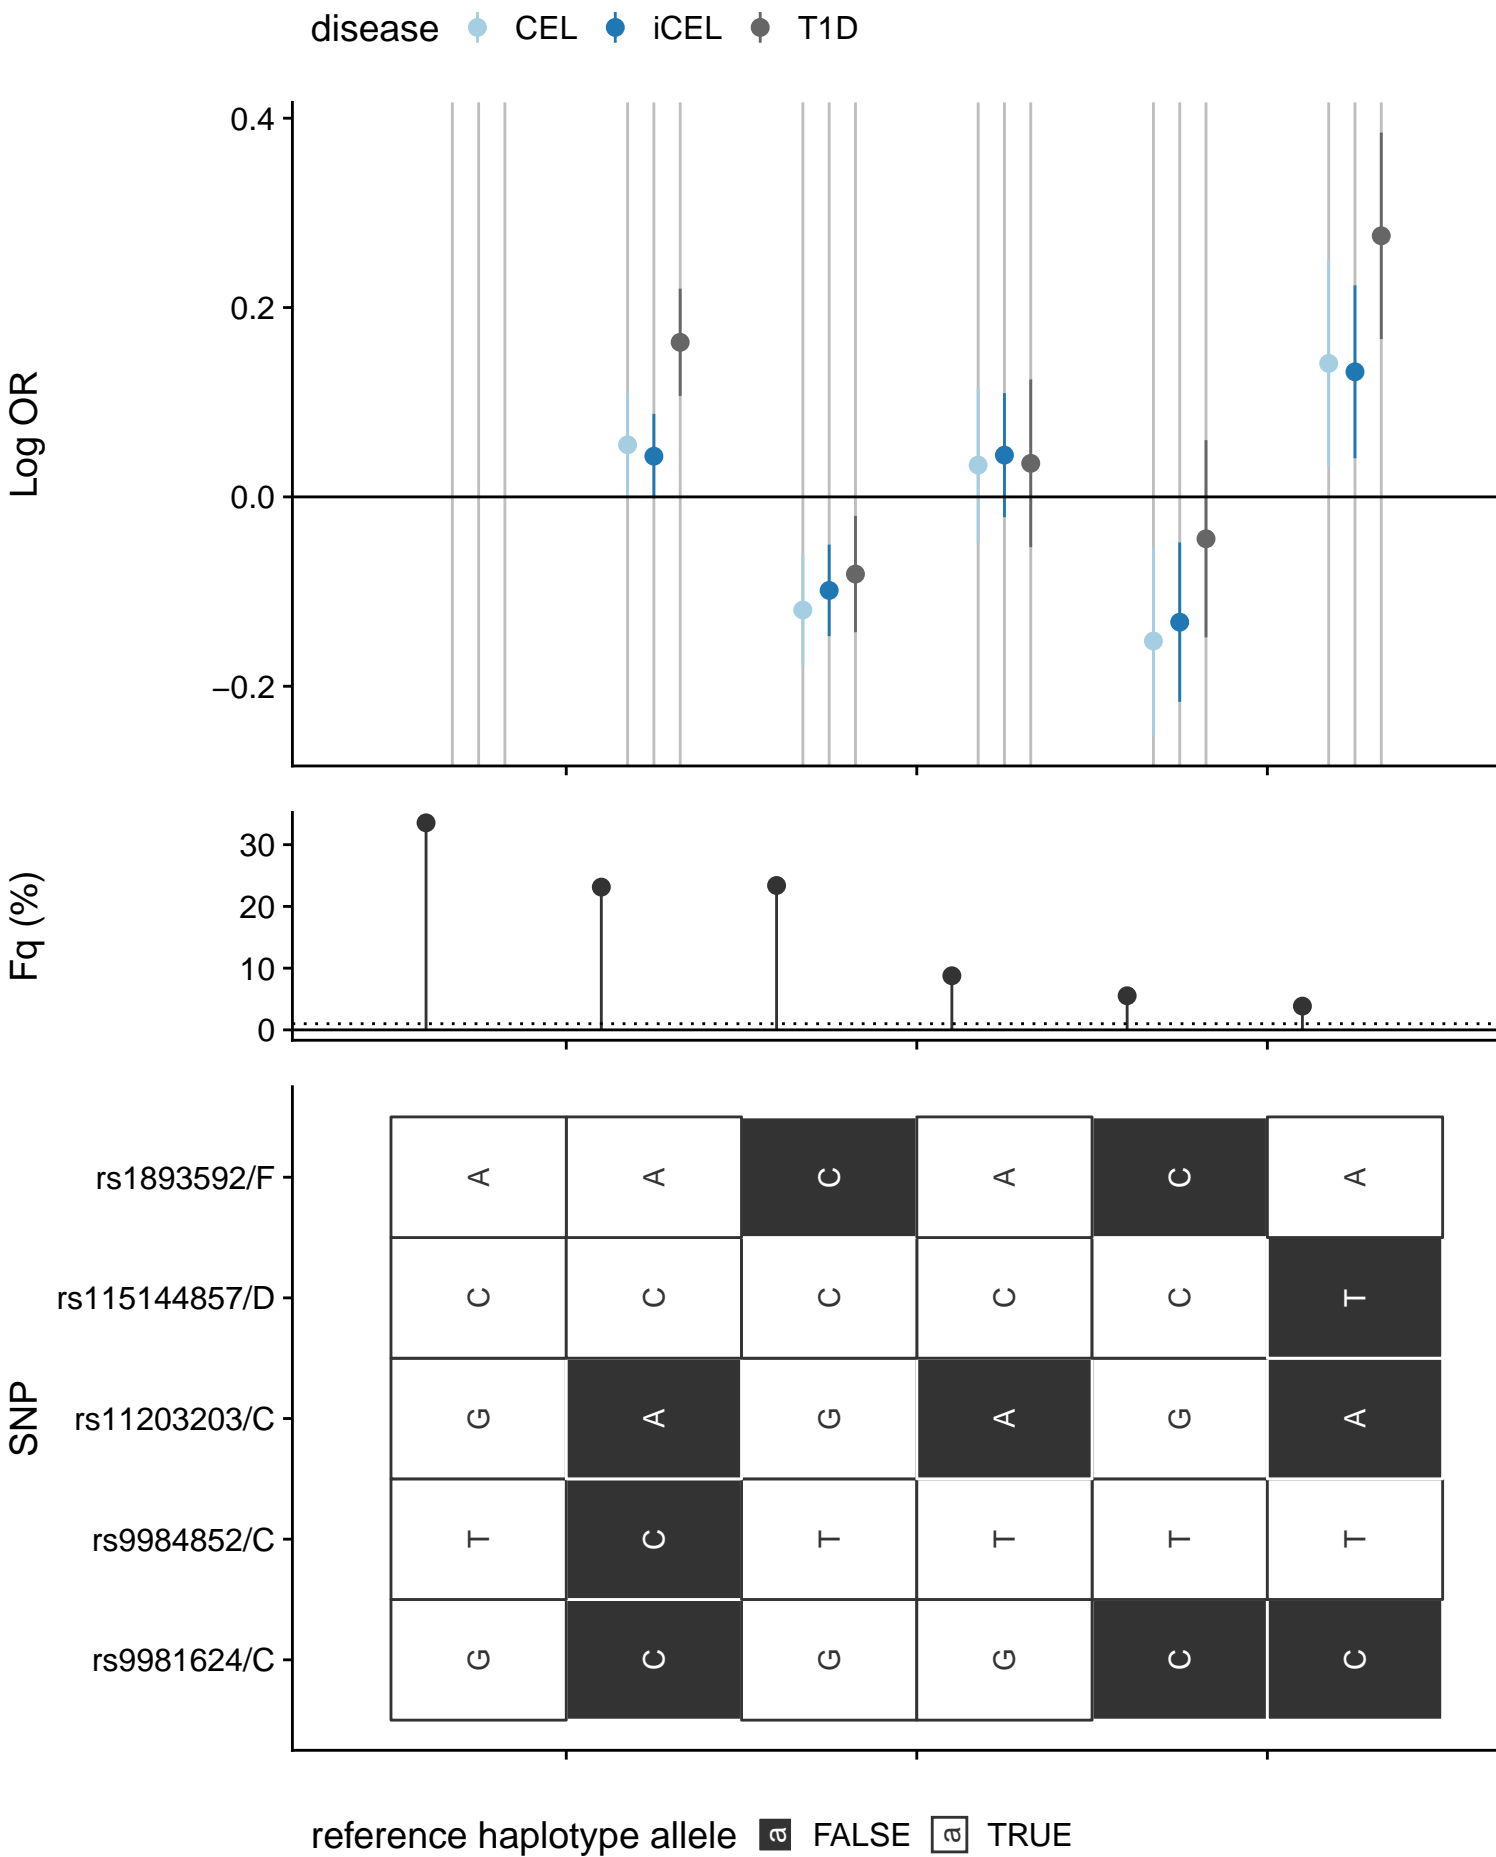 disease CEL iCEL T1D
Log OR
0.4
0.2
0.0
−0.2
Fq (%)
30
20
10
0
SNP
rs1893592/F A A C A C A
rs115144857/D C C C C C T
rs11203203/C G A G A G A
rs9984852/C T C T T T T
rs9981624/C G C G G C C
reference haplotype allele a FALSE a TRUE